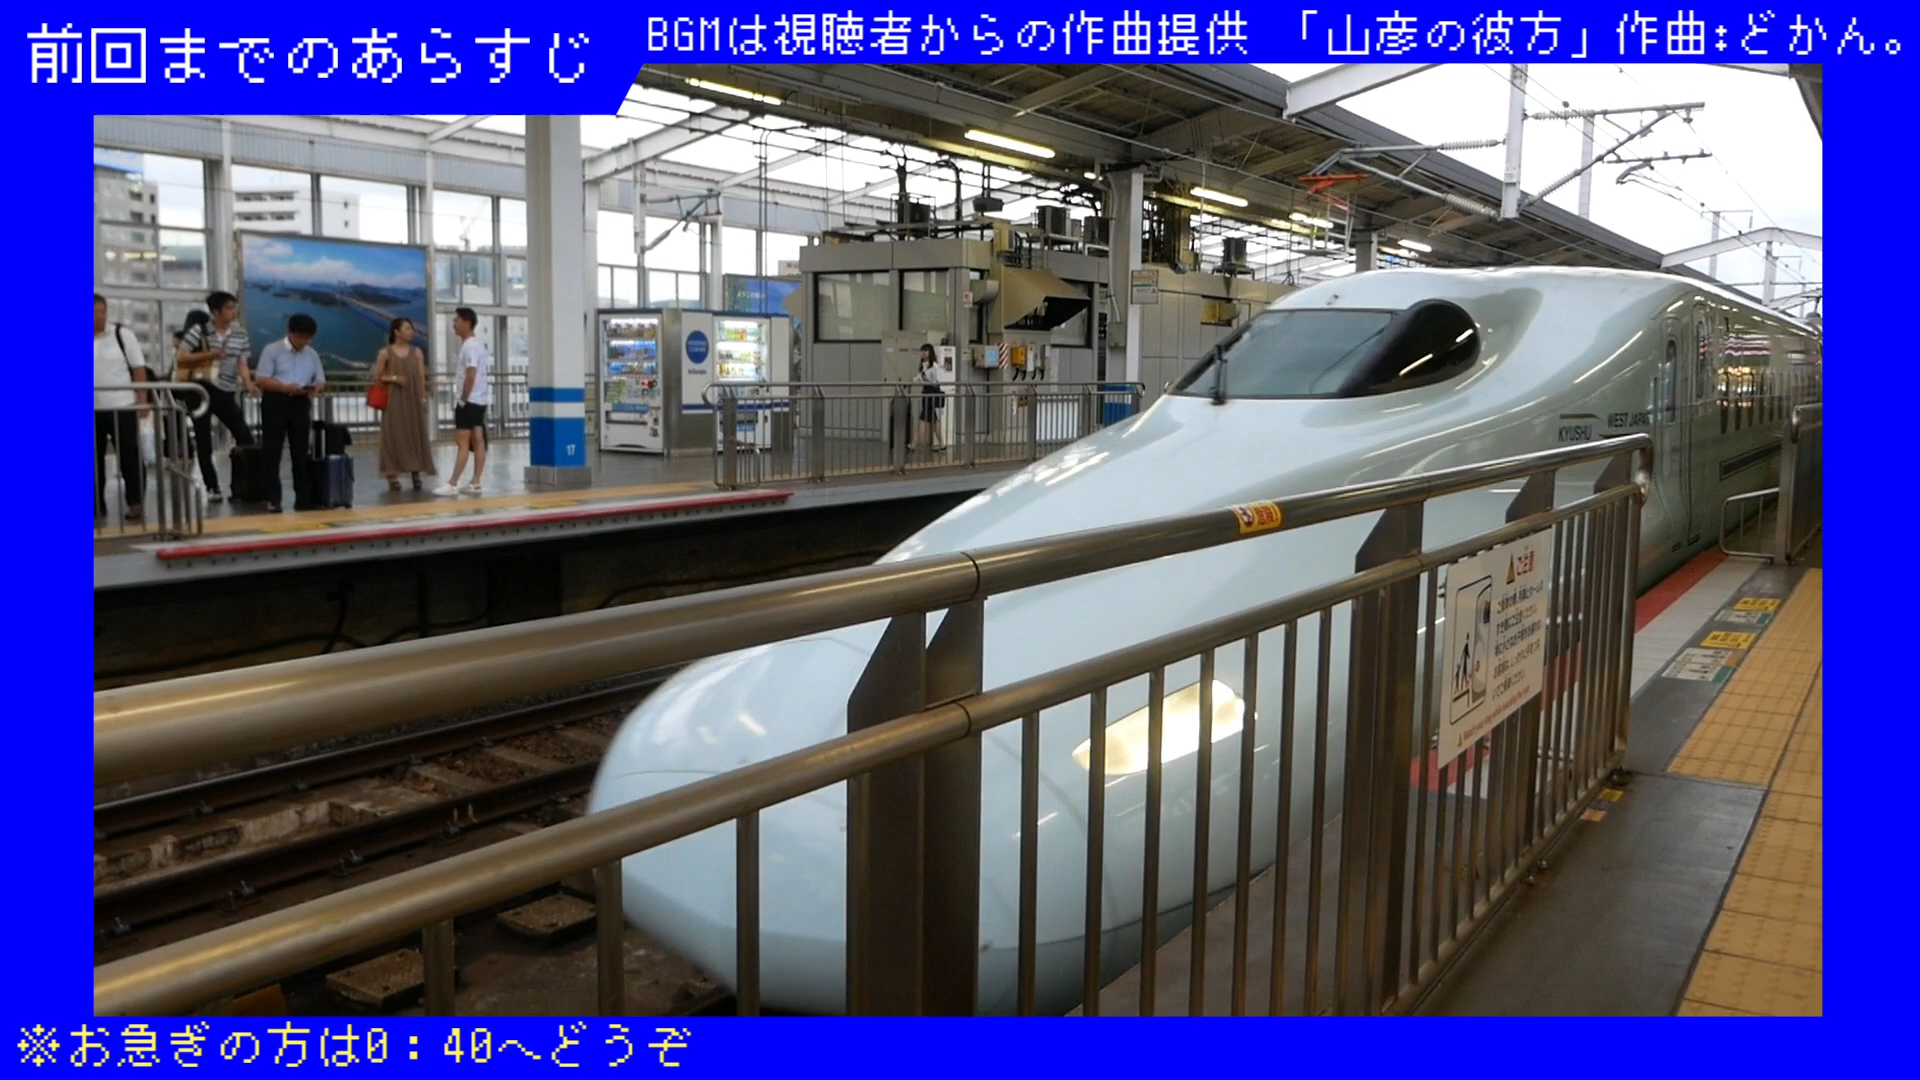 前回までのあらすじ
BGMは視聴者からの作曲提供 「山彦の彼方」作曲:どかん。
17
KYUSHU
WEST JAPAN
ご注意
※お急ぎの方は0：40へどうぞ